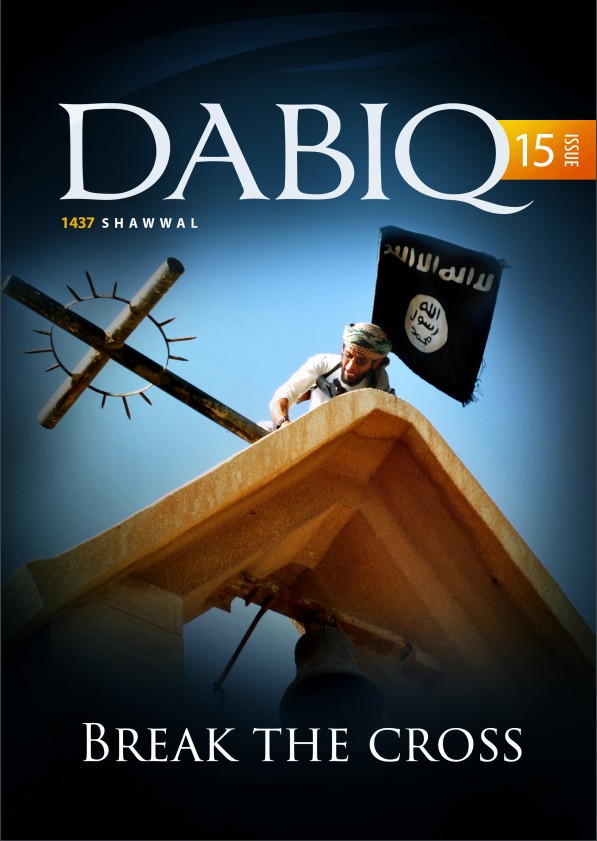 DABIQ
15 ISSUE
1437 SHAWWAL
لا اله الا الله
الله
رسول
محمد
BREAK THE CROSS